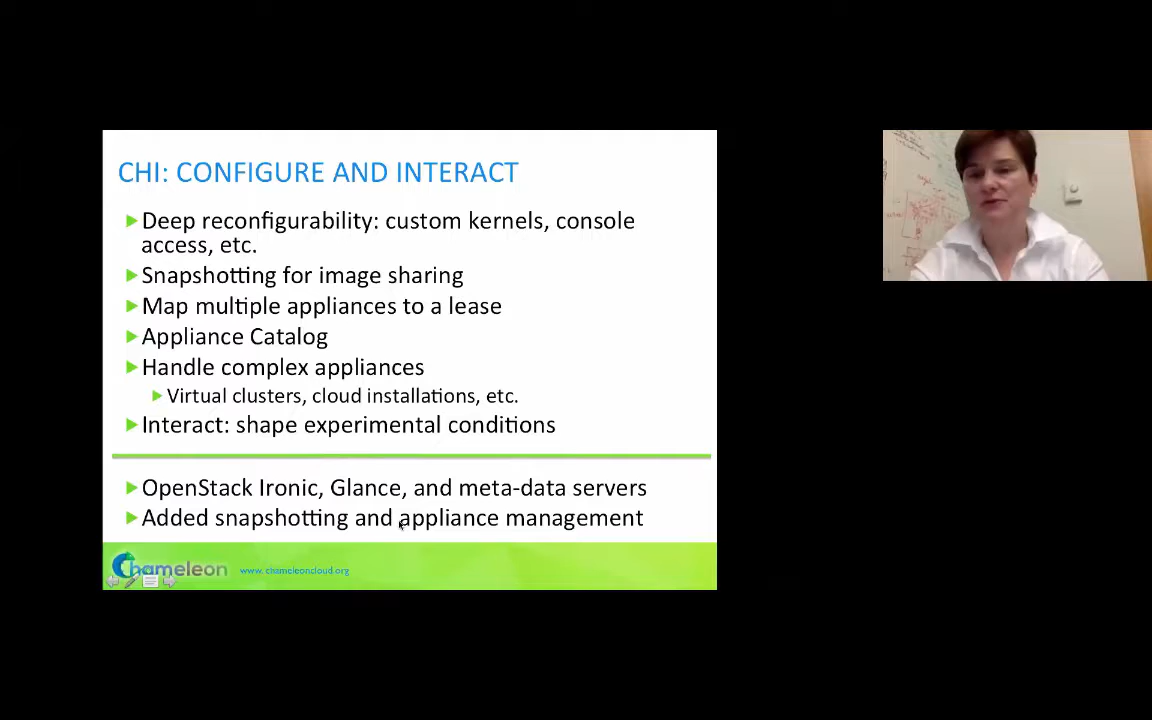 CHI: CONFIGURE AND INTERACT
Deep reconfigurability: custom kernels, console
access, etc.
Snapshotting for image sharing
Map multiple appliances to a lease
Appliance Catalog
Handle complex appliances
Virtual clusters, cloud installations, etc.
Interact: shape experimental conditions
OpenStack Ironic, Glance, and meta-data servers
Added snapshotting and appliance management
Chameleon www. chameleoncloud.org